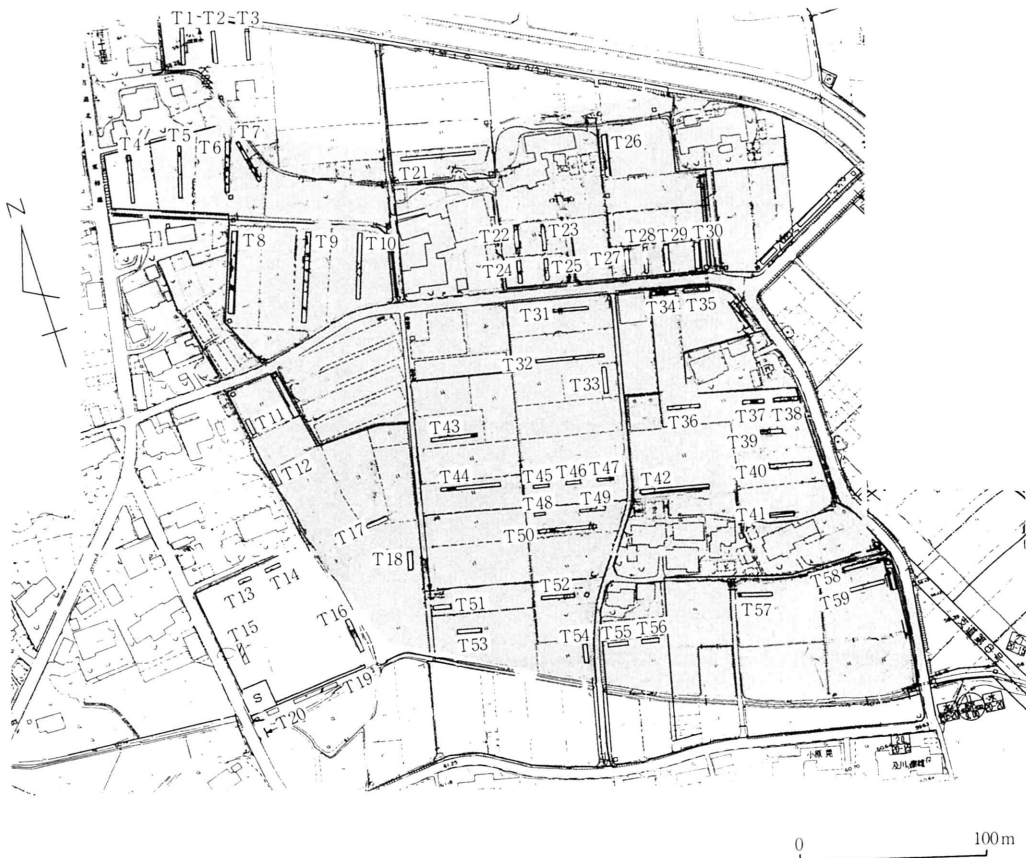 T1 T2 T3
T4 T5 T6 T7
T26
T21
T8 T9 T10 T22 T23 T28 T29 T30
T24 T25 T27
N
T31 T34 T35
T32
T33
T11 T43 T36 T37 T38
T39
T12 T44 T45 T46 T47 T42 T40
T17 T48 T49 T41
T50
T18
T13 T14 T58
T51 T52 T57 T59
T15 T16 T53 T54 T55 T56
S T19
T20
小原 晃
0 100m